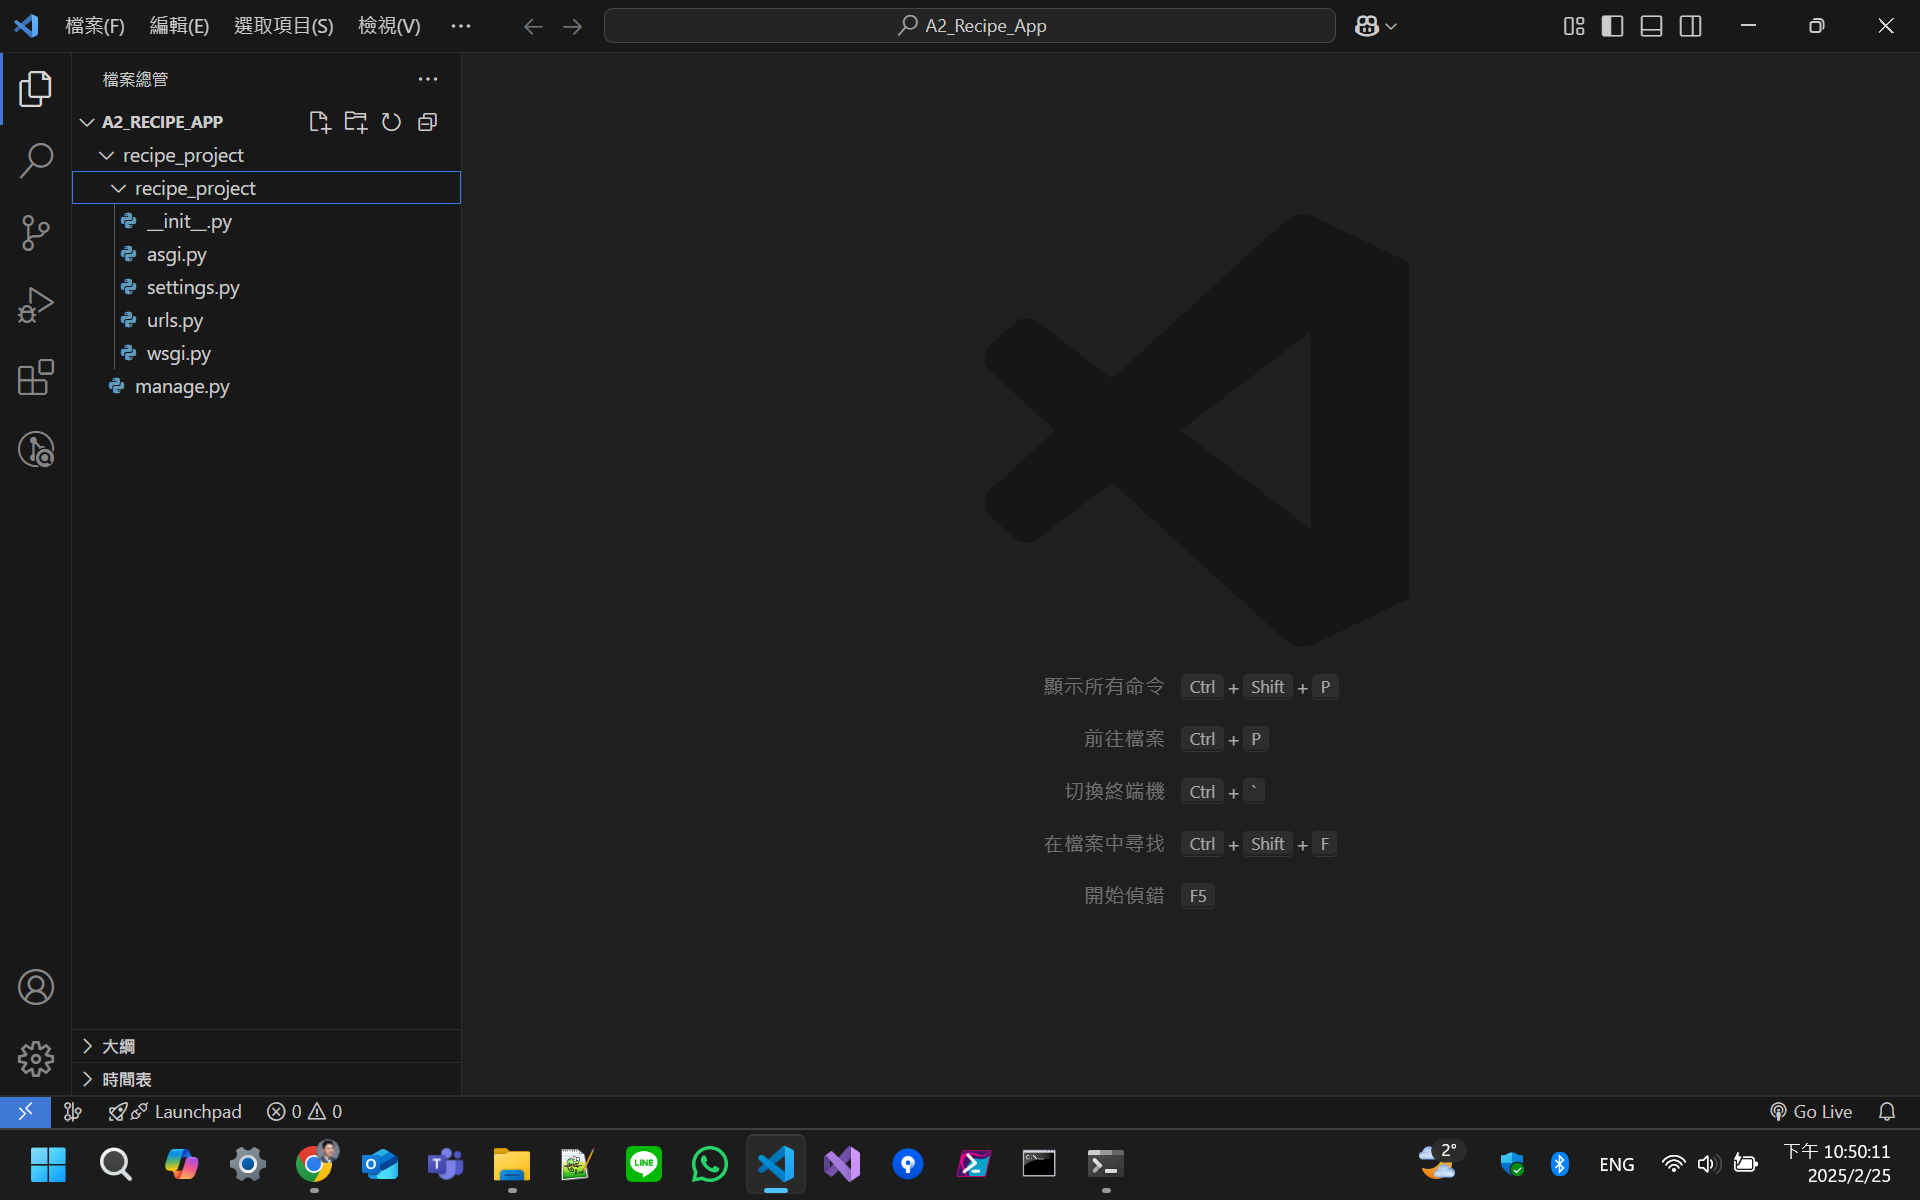 檔案(F) 編輯(E) 選取項目(S) 檢視(V) ··· A2_Recipe_App
檔案總管
A2_RECIPE_APP
recipe_project
recipe_project
__init__.py
asgi.py
settings.py
urls.py
wsgi.py
manage.py
顯示所有命令 Ctrl + Shift + P
前往檔案 Ctrl + P
切換終端機 Ctrl + `
在檔案中尋找 Ctrl + Shift + F
開始偵錯 F5
大綱
時間表
Launchpad 0 0 Go Live
LINE 2° ENG 下午 10:50:11
2025/2/25